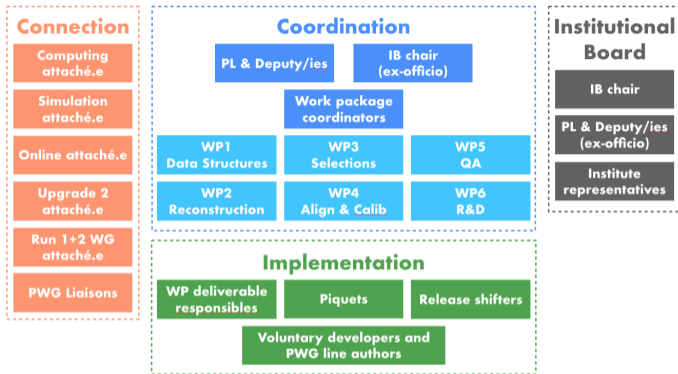 Connection
Computing
attaché.e
Simulation
attaché.e
Online attaché.e
Upgrade 2
attaché.e
Run 1+2 WG
attaché.e
PWG Liaisons
Coordination
PL & Deputy/ies
IB chair
(ex-officio)
Work package
coordinators
WP1
Data Structures
WP3
Selections
WP5
QA
WP2
Reconstruction
WP4
Align & Calib
WP6
R&D
Implementation
WP deliverable
responsibles
Piquets
Release shifters
Voluntary developers and
PWG line authors
Institutional
Board
IB chair
PL & Deputy/ies
(ex-officio)
Institute
representatives